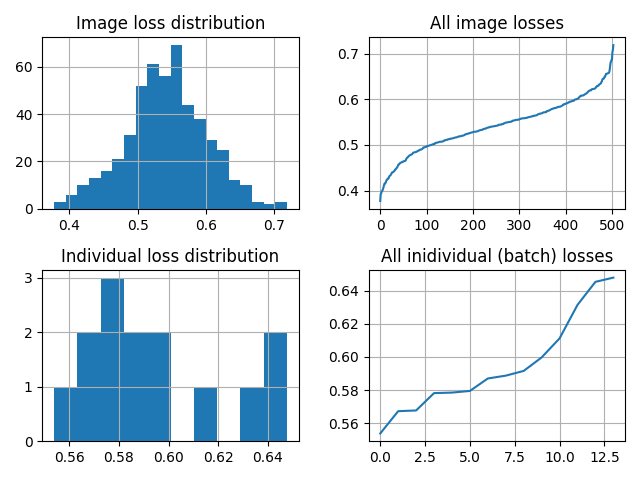 Image loss distribution
60
40
20
0
0.4 0.5 0.6 0.7
All image losses
0.7
0.6
0.5
0.4
0 100 200 300 400 500
Individual loss distribution
3
2
1
0
0.56 0.58 0.60 0.62 0.64
All inidividual (batch) losses
0.64
0.62
0.60
0.58
0.56
0.0 2.5 5.0 7.5 10.0 12.5